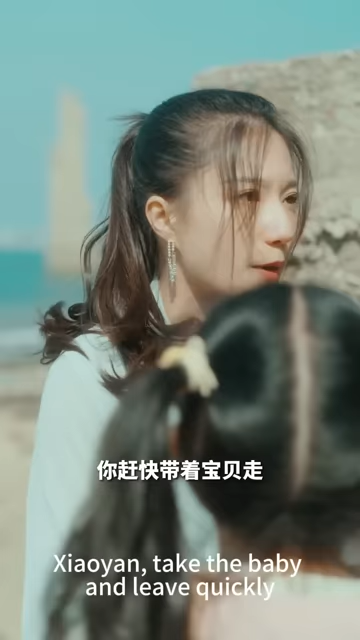 你赶快带着宝贝走
Xiaoyan, take the baby
and leave quickly